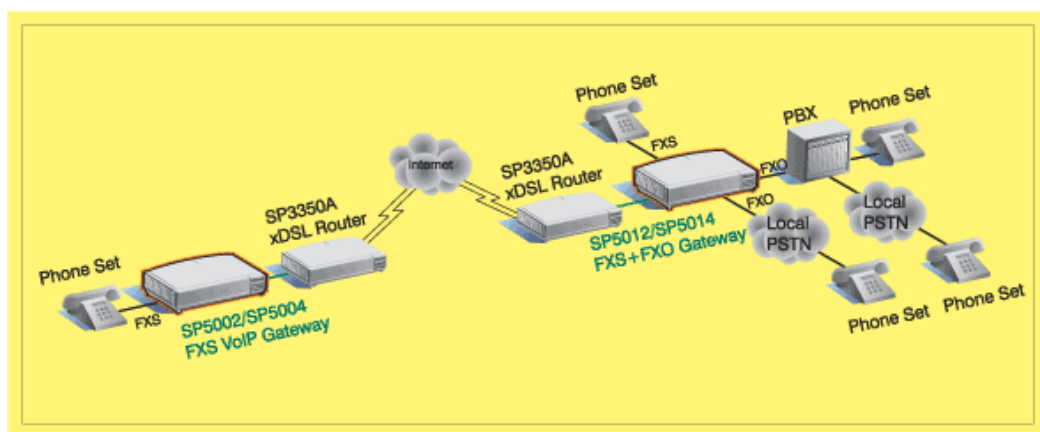 Phone Set
FXS
SP5002/SP5004
FXS VoIP Gateway
SP3350A
xDSL Router
Internet
SP3350A
xDSL Router
Phone Set
FXS
SP5012/SP5014
FXS+FXO Gateway
FXO
FXO
PBX
Phone Set
Local
PSTN
Local
PSTN
Phone Set
Phone Set